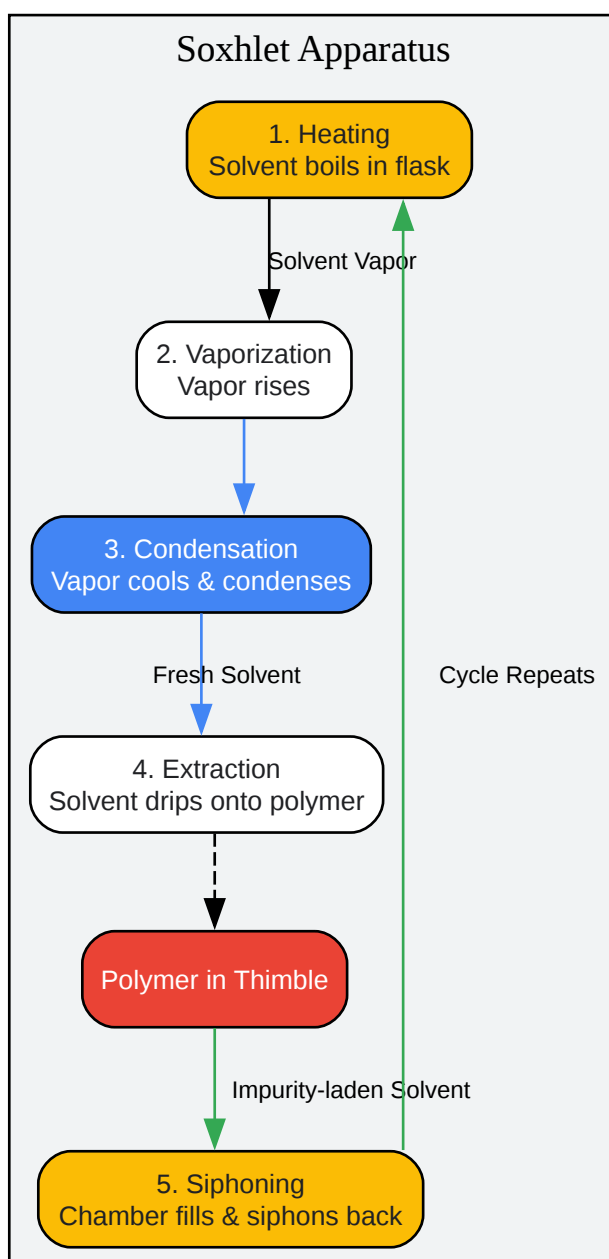 Soxhlet Apparatus
1. Heating
Solvent boils in flask
Solvent Vapor
2. Vaporization
Vapor rises
3. Condensation
Vapor cools & condenses
Fresh Solvent
Cycle Repeats
4. Extraction
Solvent drips onto polymer
Polymer in Thimble
Impurity-laden Solvent
5. Siphoning
Chamber fills & siphons back